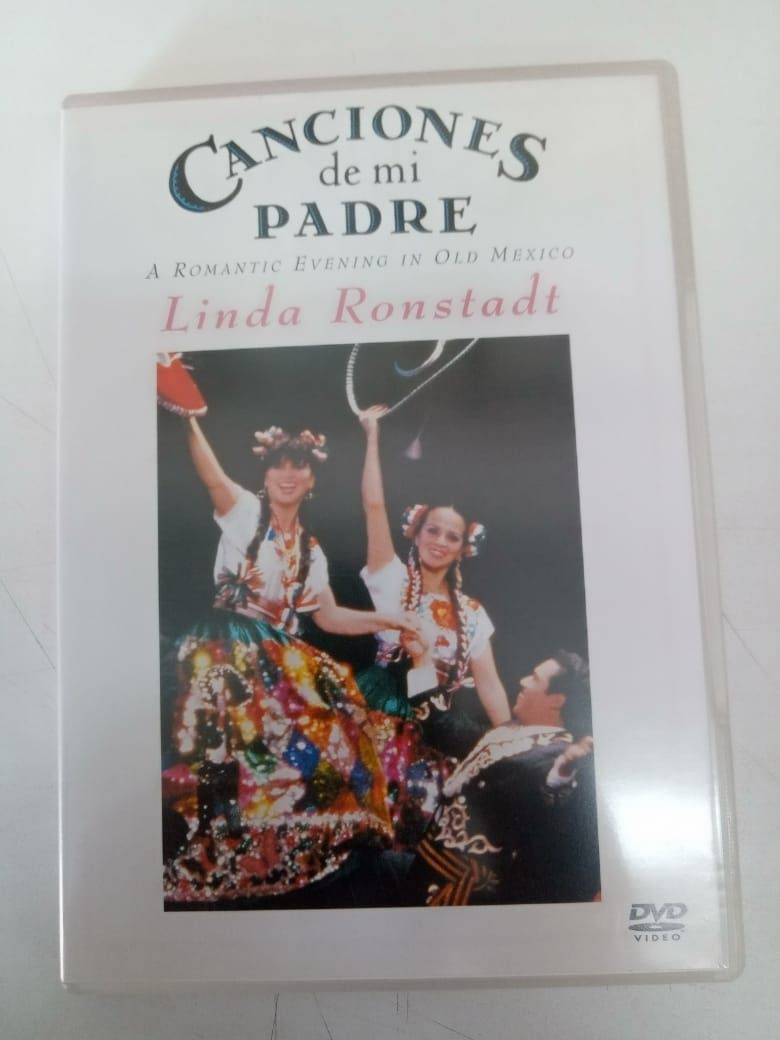 CANCIONES
de mi
PADRE
A ROMANTIC EVENING IN OLD MEXICO
Linda Ronstadt
DVD
VIDEO